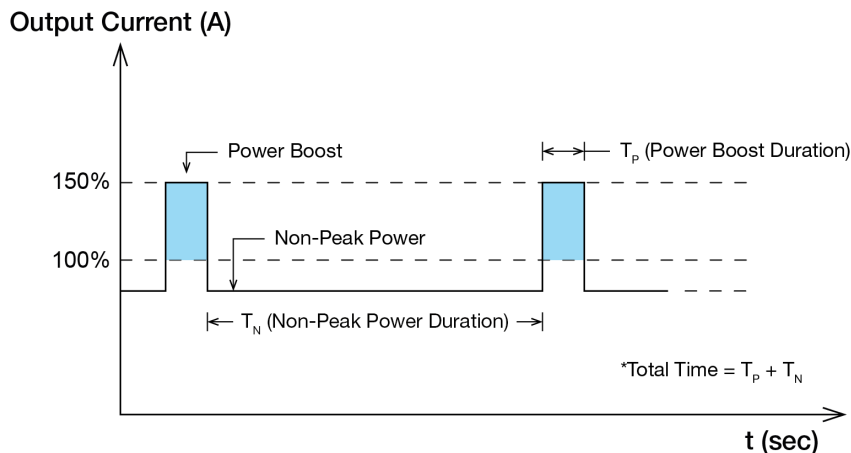 Output Current (A)
Power Boost
T_P (Power Boost Duration)
150%
Non-Peak Power
100%
T_N (Non-Peak Power Duration)
*Total Time = T_P + T_N
t (sec)